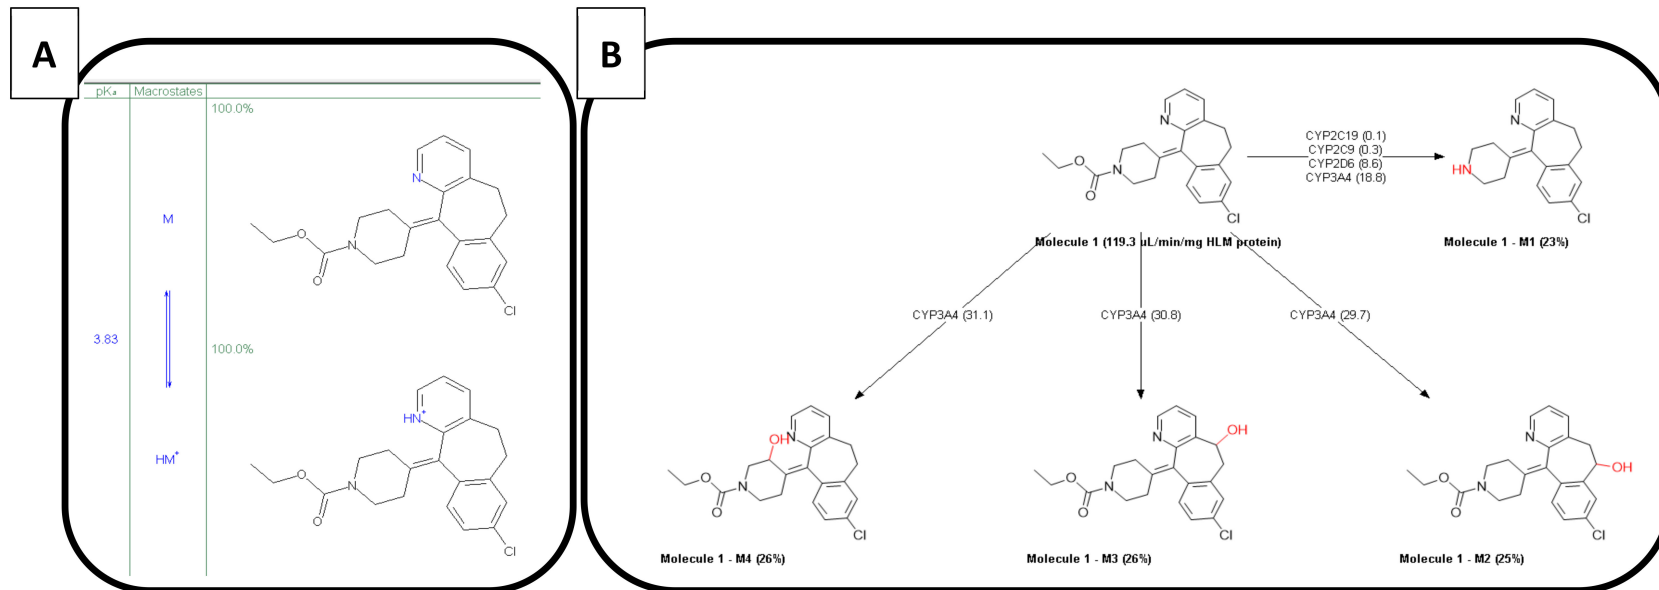 A
pKa Macrostates
100.0%
N
M
N
O
O
Cl
3.83
100.0%
HN+
HM+
N
O
O
Cl
B
N
O
N
O
Cl
Molecule 1 (119.3 uL/min/mg HLM protein)
CYP2C19 (0.1)
CYP2C9 (0.3)
CYP2D6 (8.6)
CYP3A4 (18.8)
N
HN
Cl
Molecule 1 - M1 (23%)
CYP3A4 (31.1)
CYP3A4 (30.8)
CYP3A4 (29.7)
OH
N
O
N
O
Cl
Molecule 1 - M4 (26%)
N
OH
O
N
O
Cl
Molecule 1 - M3 (26%)
N
OH
O
N
O
Cl
Molecule 1 - M2 (25%)